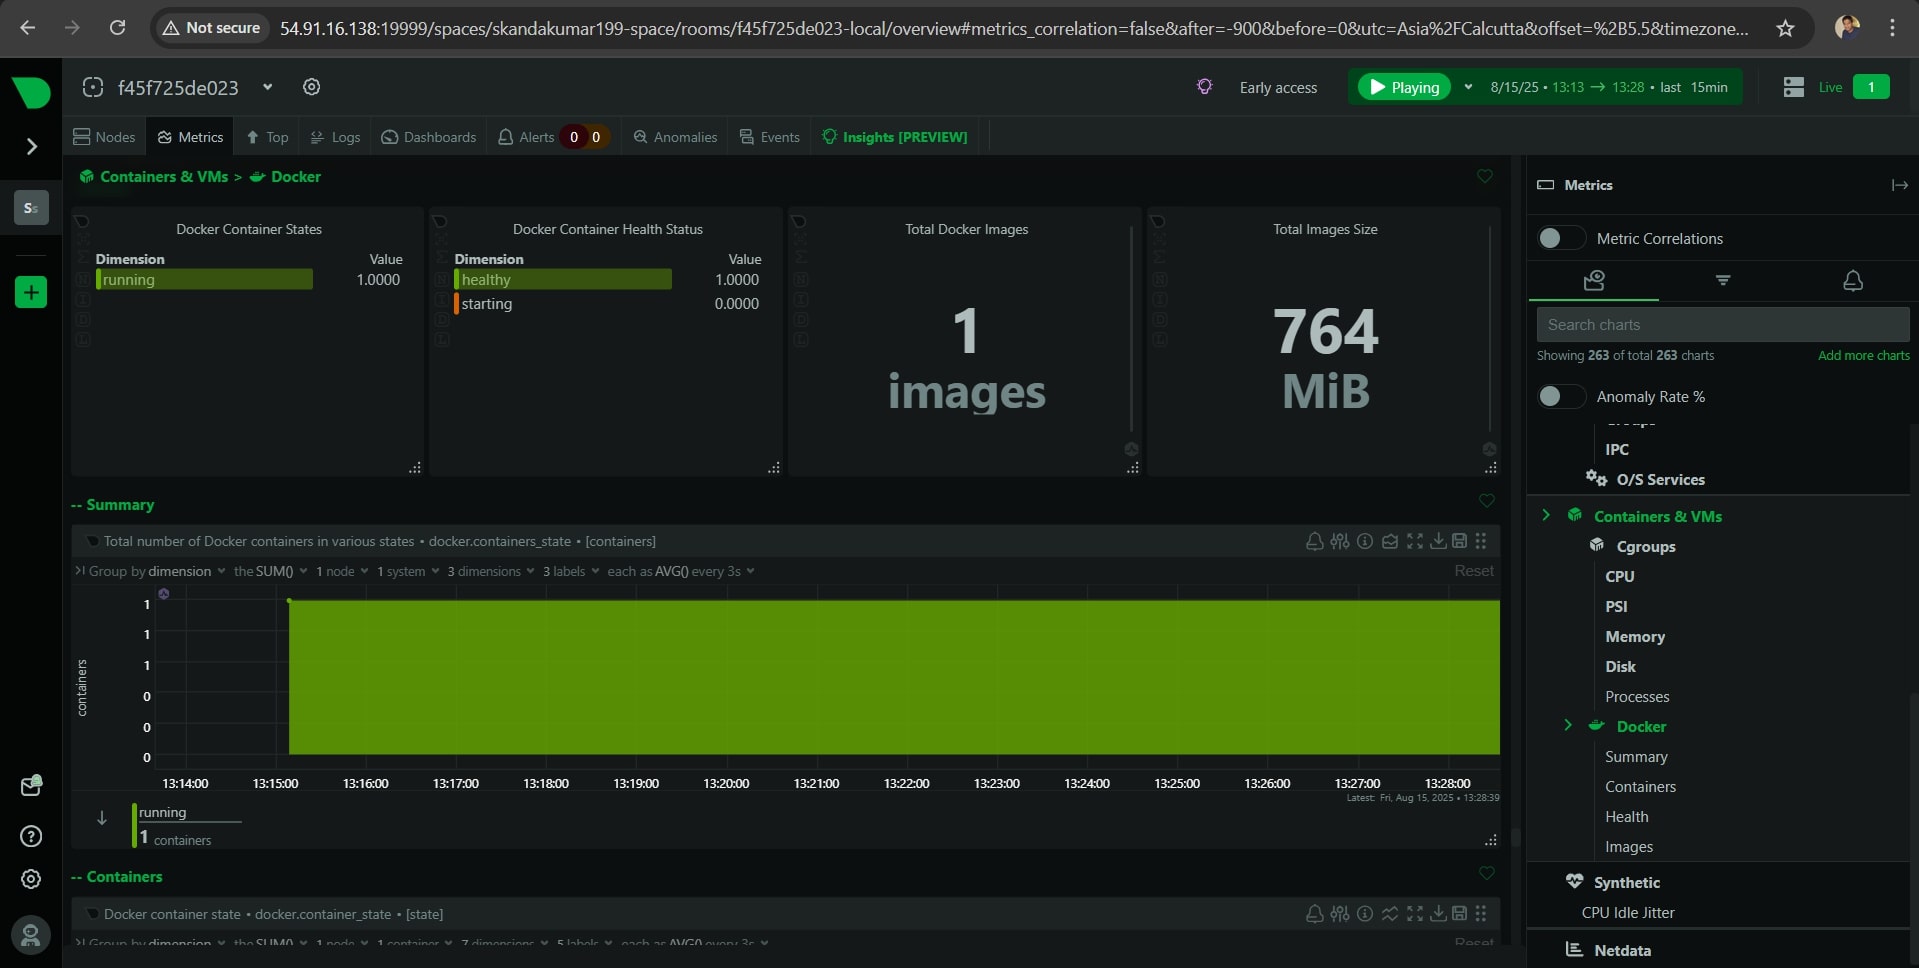 Not secure 54.91.16.138:19999/spaces/skandakumar199-space/rooms/f45f725de023-local/overview#metrics_correlation=false&after=-900&before=0&utc=Asia%2FCalcutta&offset=%2B5.5&timezone...
f45f725de023
Early access
Playing
8/15/25 • 13:13 → 13:28 • last 15min
Live 1
Nodes Metrics Top Logs Dashboards Alerts 0 0 Anomalies Events Insights [PREVIEW]
Ss
Containers & VMs > Docker
Docker Container States
Dimension Value
running 1.0000
Docker Container Health Status
Dimension Value
healthy 1.0000
starting 0.0000
Total Docker Images
1
images
Total Images Size
764
MiB
-- Summary
Total number of Docker containers in various states • docker.containers_state • [containers]
Group by dimension the SUM() 1 node 1 system 3 dimensions 3 labels each as AVG() every 3s Reset
containers
1
1
1
0
0
0
13:14:00 13:15:00 13:16:00 13:17:00 13:18:00 13:19:00 13:20:00 13:21:00 13:22:00 13:23:00 13:24:00 13:25:00 13:26:00 13:27:00 13:28:00
Latest: Fri, Aug 15, 2025 • 13:28:39
running
1 containers
-- Containers
Docker container state • docker.container_state • [state]
Group by dimension the SUM() 1 node 1 container 7 dimensions 5 labels each as AVG() every 3s Reset
Metrics
Metric Correlations
Search charts
Showing 263 of total 263 charts Add more charts
Anomaly Rate %
IPC
O/S Services
Containers & VMs
Cgroups
CPU
PSI
Memory
Disk
Processes
Docker
Summary
Containers
Health
Images
Synthetic
CPU Idle Jitter
Netdata